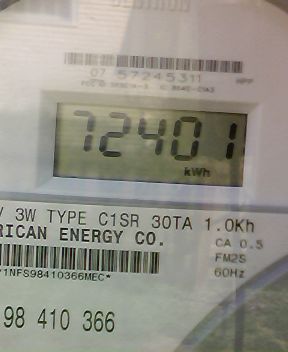 07 57245311
72401
kWh
V 3W TYPE C1SR 30TA 1.0Kh
RICAN ENERGY CO.
CA 0.5
FM2S
60Hz
1NFS98410366MEC*
98 410 366